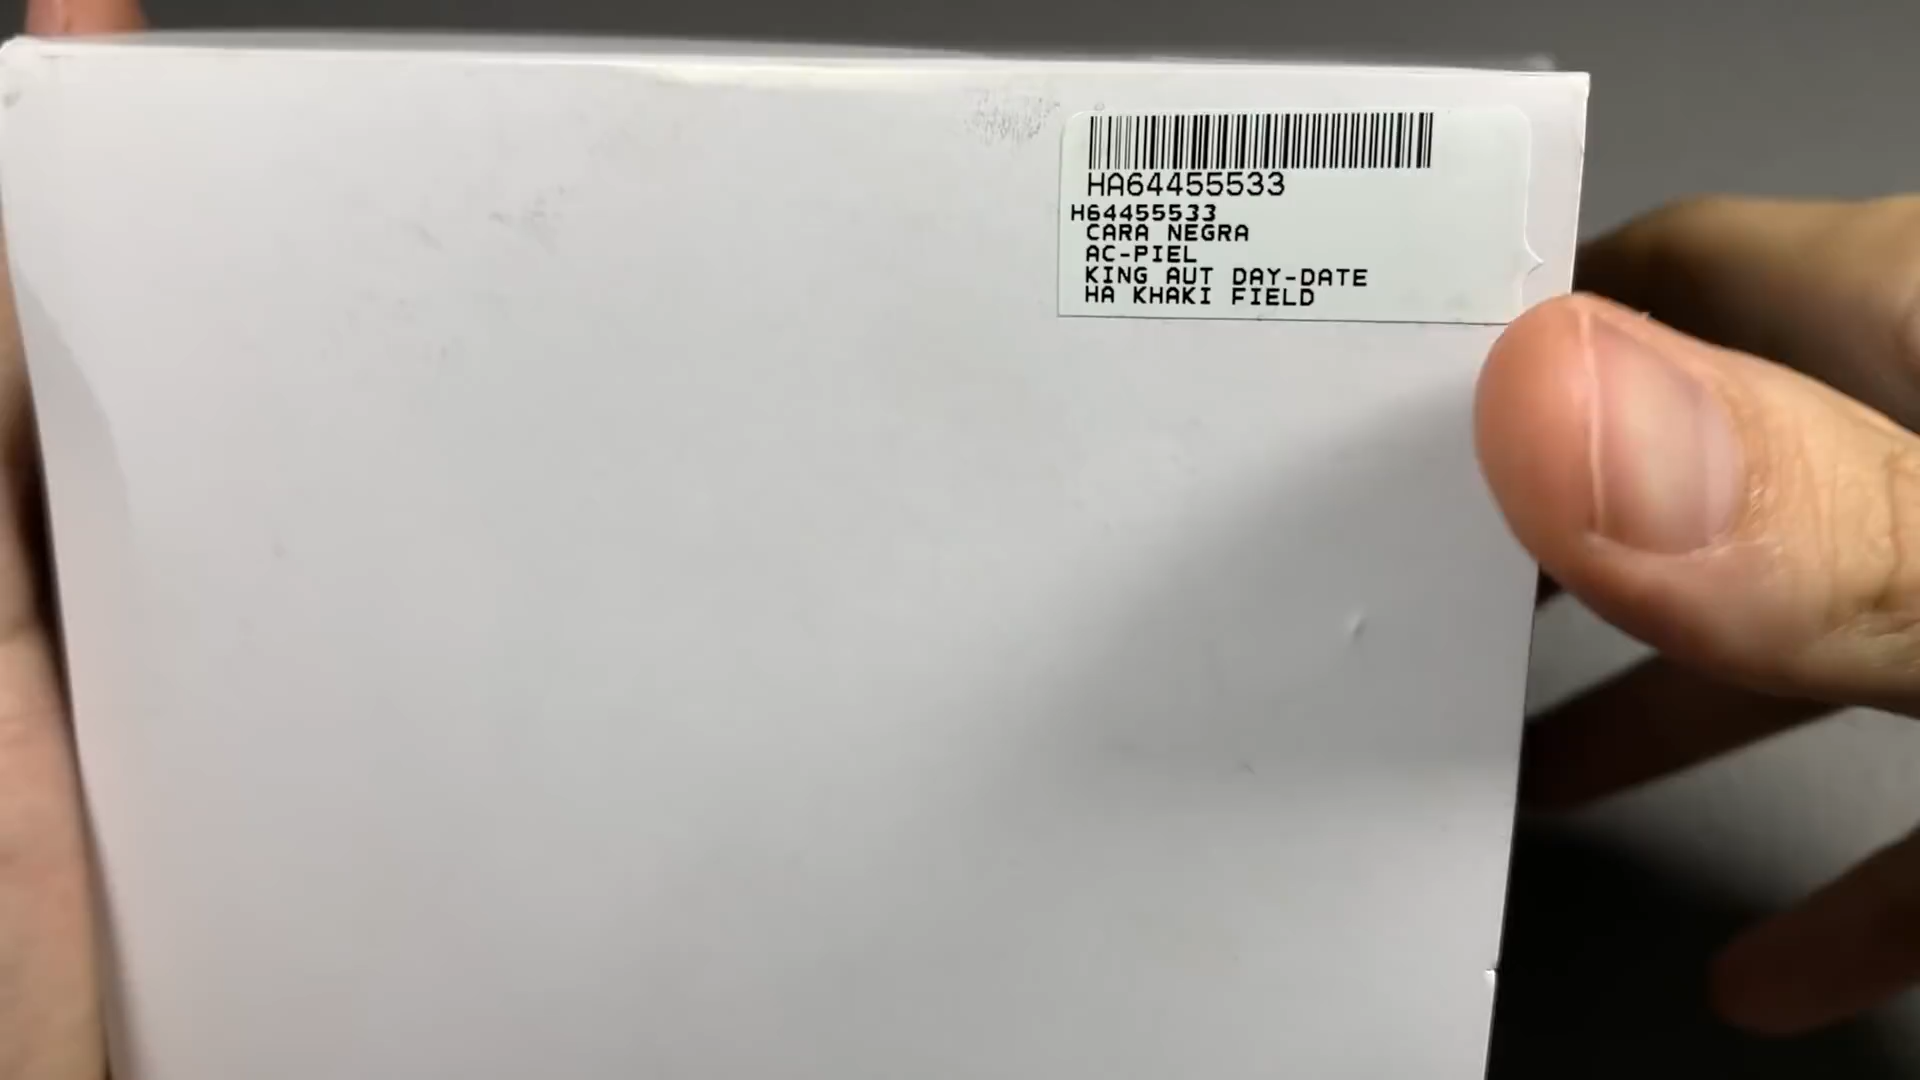 HA64455533
H64455533
CARA NEGRA
AC-PIEL
KING AUT DAY-DATE
HA KHAKI FIELD